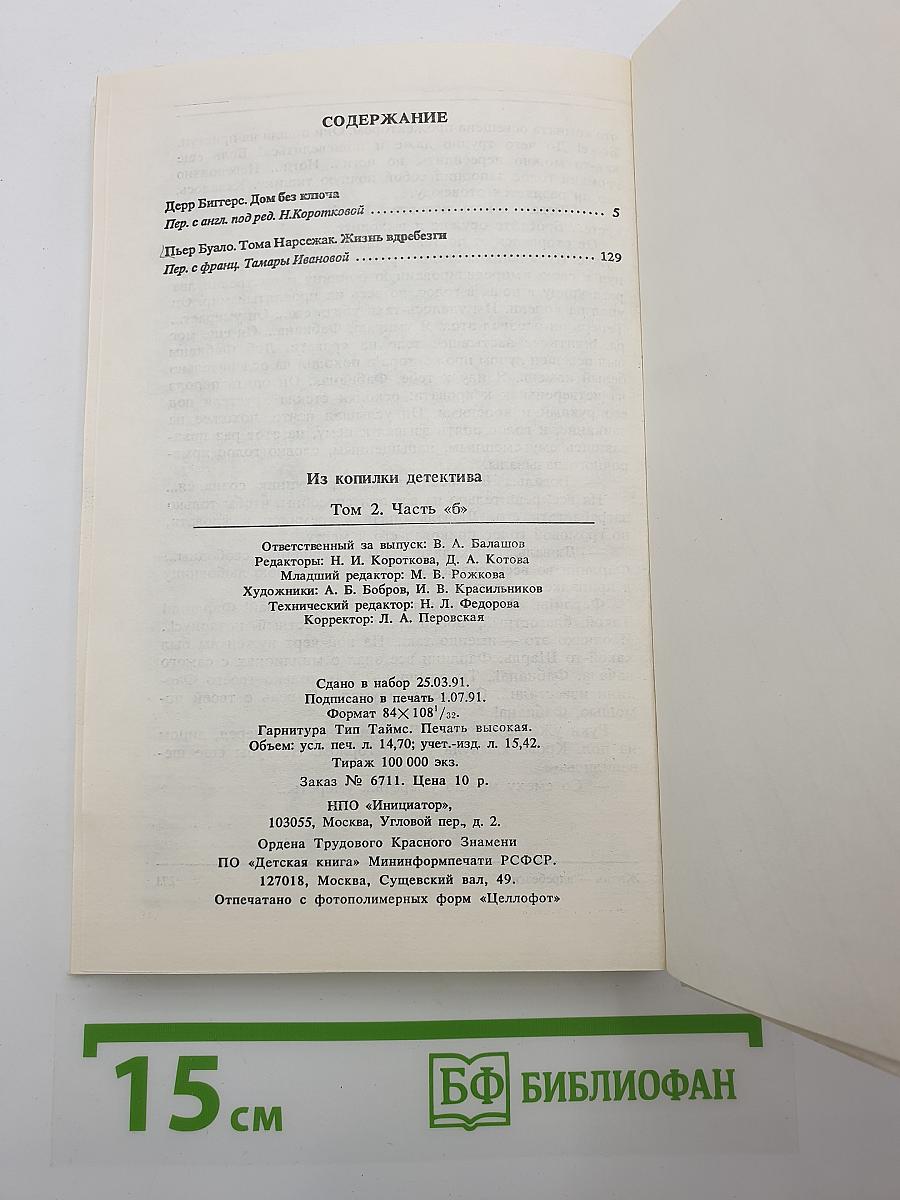 СОДЕРЖАНИЕ
Дерр Биггерс. Дом без ключа
Пер. с англ. под ред. Н.Коротковой ........ 5
Пьер Буало. Тома Нарсежак. Жизнь вдребезги
Пер. с франц. Тамары Ивановой ........ 129
Из копилки детектива
Том 2. Часть «б»
Ответственный за выпуск: В. А. Балашов
Редакторы: Н. И. Короткова, Д. А. Котова
Младший редактор: М. В. Рожкова
Художники: А. Б. Бобров, И. В. Красильников
Технический редактор: Н. Л. Федорова
Корректор: Л. А. Перовская
Сдано в набор 25.03.91.
Подписано в печать 1.07.91.
Формат 84×108¹/₃₂.
Гарнитура Тип Таймс. Печать высокая.
Объем: усл. печ. л. 14,70; учет.-изд. л. 15,42.
Тираж 100 000 экз.
Заказ № 6711. Цена 10 р.
НПО «Инициатор»,
103055, Москва, Угловой пер., д. 2.
Ордена Трудового Красного Знамени
ПО «Детская книга» Мининформпечати РСФСР.
127018, Москва, Сущевский вал, 49.
Отпечатано с фотополимерных форм «Целлофот»
15 см
БФ БИБЛИОФАН